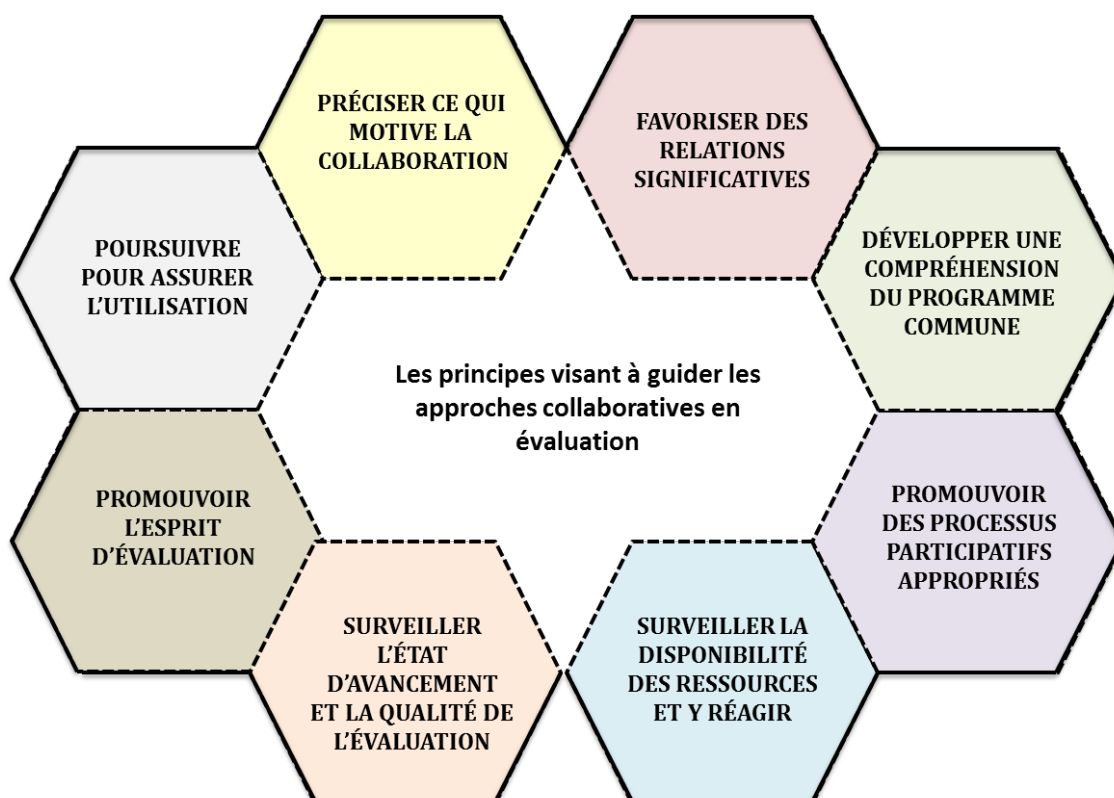 PRÉCISER CE QUI
MOTIVE LA
COLLABORATION
FAVORISER DES
RELATIONS
SIGNIFICATIVES
DÉVELOPPER UNE
COMPRÉHENSION
DU PROGRAMME
COMMUNE
PROMOUVOIR
DES PROCESSUS
PARTICIPATIFS
APPROPRIÉS
SURVEILLER LA
DISPONIBILITÉ
DES RESSOURCES
ET Y RÉAGIR
SURVEILLER
L’ÉTAT
D’AVANCEMENT
ET LA QUALITÉ DE
L’ÉVALUATION
PROMOUVOIR
L’ESPRIT
D’ÉVALUATION
POURSUIVRE
POUR ASSURER
L’UTILISATION
Les principes visant à guider les
approches collaboratives en
évaluation